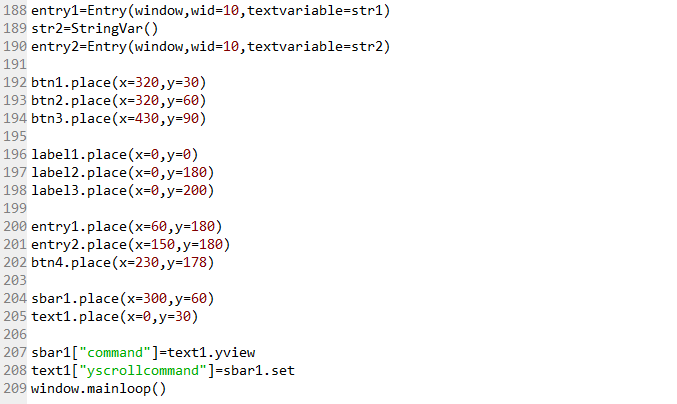 188 entry1=Entry(window,wid=10,textvariable=str1)
189 str2=StringVar()
190 entry2=Entry(window,wid=10,textvariable=str2)
191
192 btn1.place(x=320,y=30)
193 btn2.place(x=320,y=60)
194 btn3.place(x=430,y=90)
195
196 label1.place(x=0,y=0)
197 label2.place(x=0,y=180)
198 label3.place(x=0,y=200)
199
200 entry1.place(x=60,y=180)
201 entry2.place(x=150,y=180)
202 btn4.place(x=230,y=178)
203
204 sbar1.place(x=300,y=60)
205 text1.place(x=0,y=30)
206
207 sbar1["command"]=text1.yview
208 text1["yscrollcommand"]=sbar1.set
209 window.mainloop()